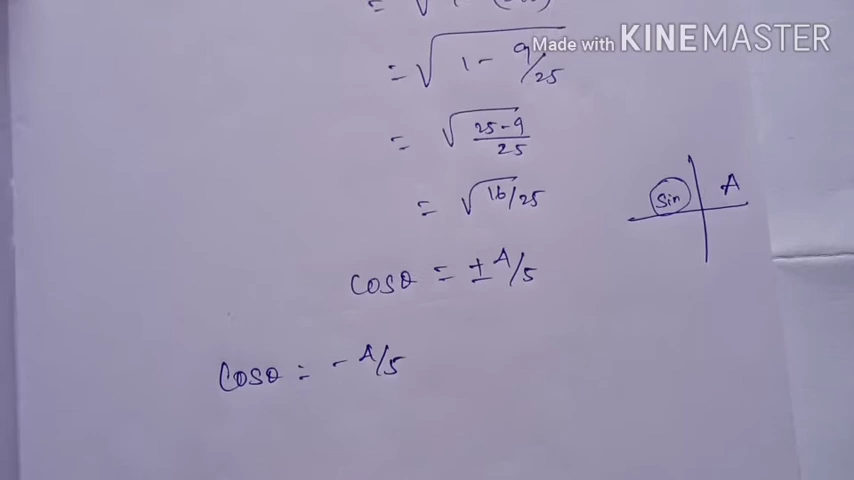 Made with KINEMASTER
= √1 - 9/25
= √25-9/25
= √16/25
sin A
cosθ = ± 4/5
cosθ = - 4/5